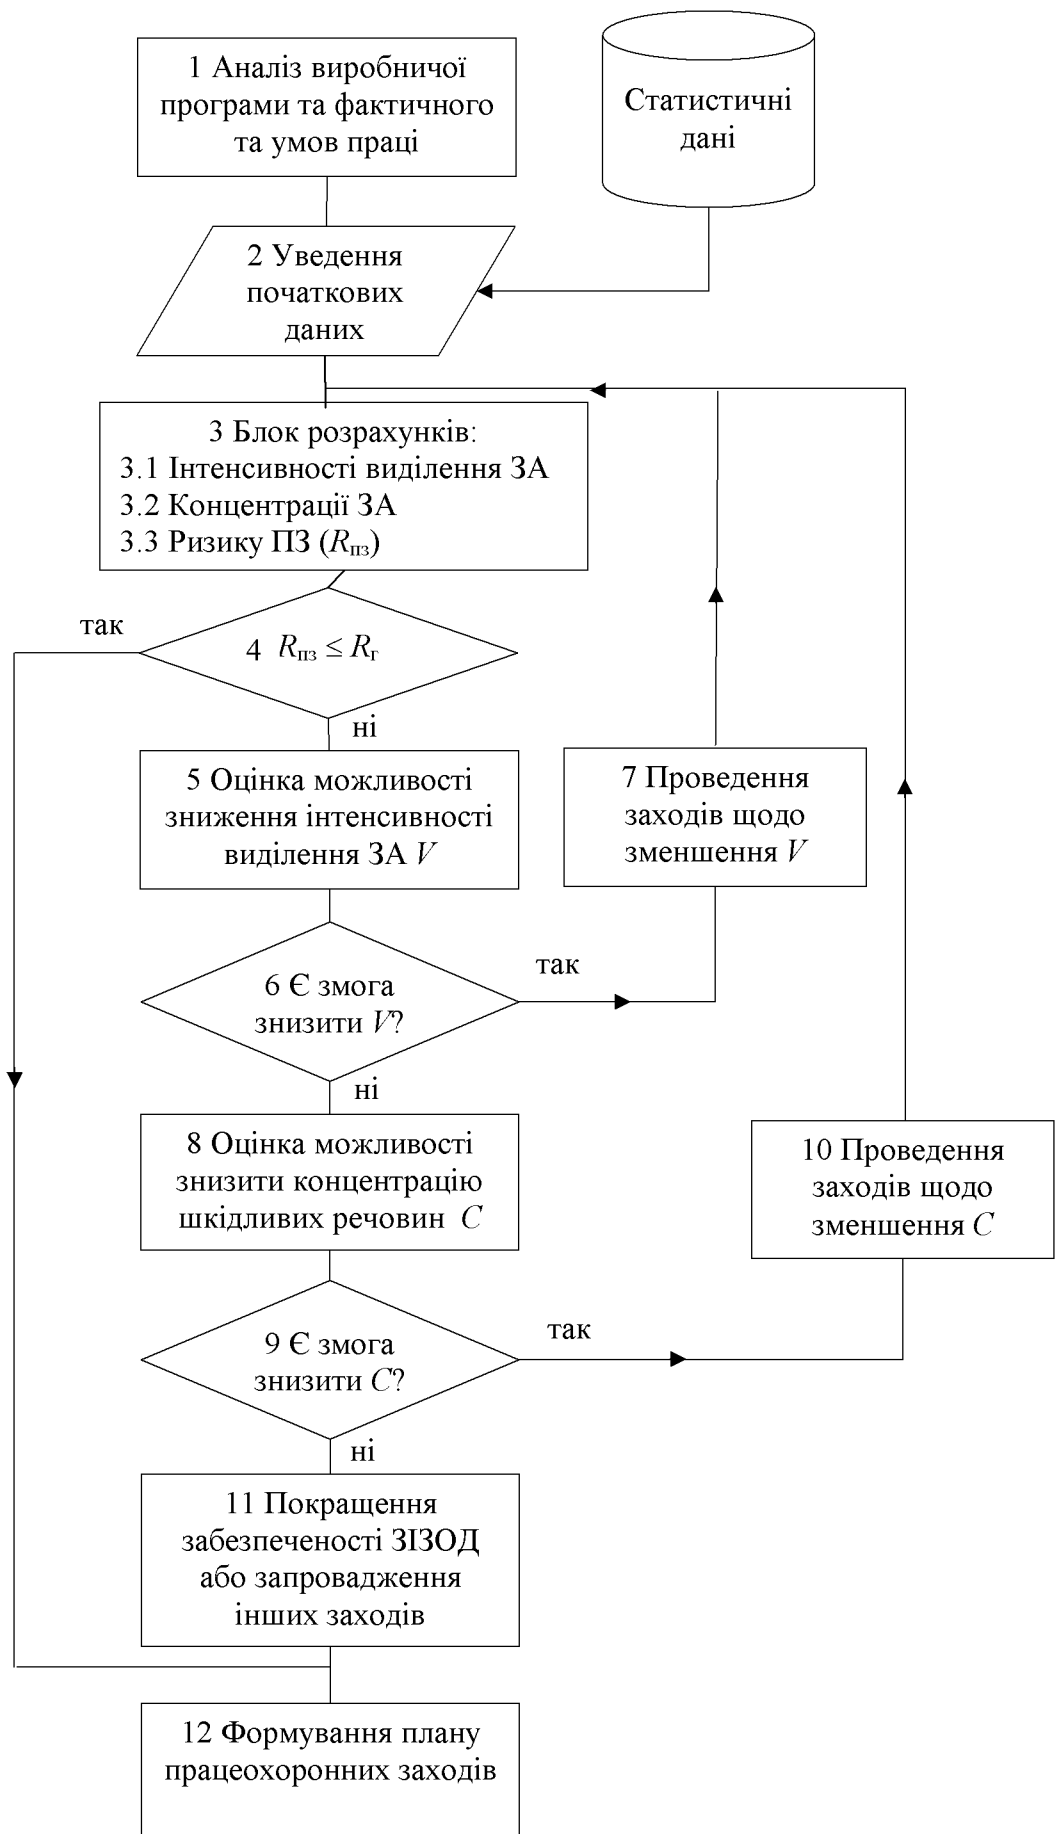 1 Аналіз виробничої
програми та фактичного
та умов праці
Статистичні
дані
2 Уведення
початкових
даних
3 Блок розрахунків:
3.1 Інтенсивності виділення ЗА
3.2 Концентрації ЗА
3.3 Ризику ПЗ (Rпз)
так
4 Rпз ≤ Rг
ні
5 Оцінка можливості
зниження інтенсивності
виділення ЗА V
7 Проведення
заходів щодо
зменшення V
6 Є змога
знизити V?
так
ні
8 Оцінка можливості
знизити концентрацію
шкідливих речовин C
10 Проведення
заходів щодо
зменшення C
9 Є змога
знизити C?
так
ні
11 Покращення
забезпеченості ЗІЗОД
або запровадження
інших заходів
12 Формування плану
працеохоронних заходів